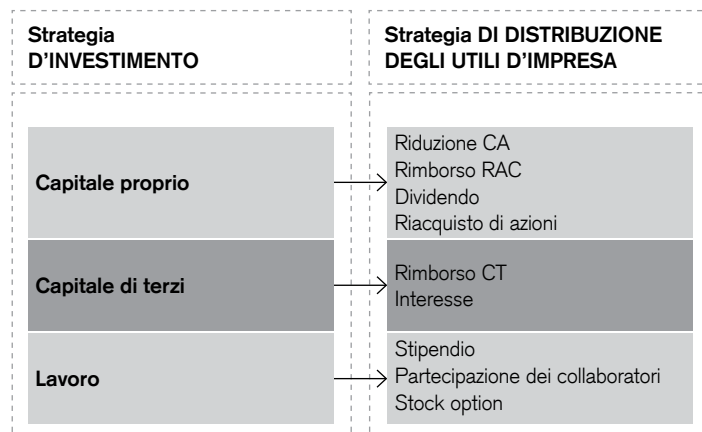 Strategia
D'INVESTIMENTO
Strategia DI DISTRIBUZIONE
DEGLI UTILI D'IMPRESA
Capitale proprio
Riduzione CA
Rimborso RAC
Dividendo
Riacquisto di azioni
Capitale di terzi
Rimborso CT
Interesse
Lavoro
Stipendio
Partecipazione dei collaboratori
Stock option